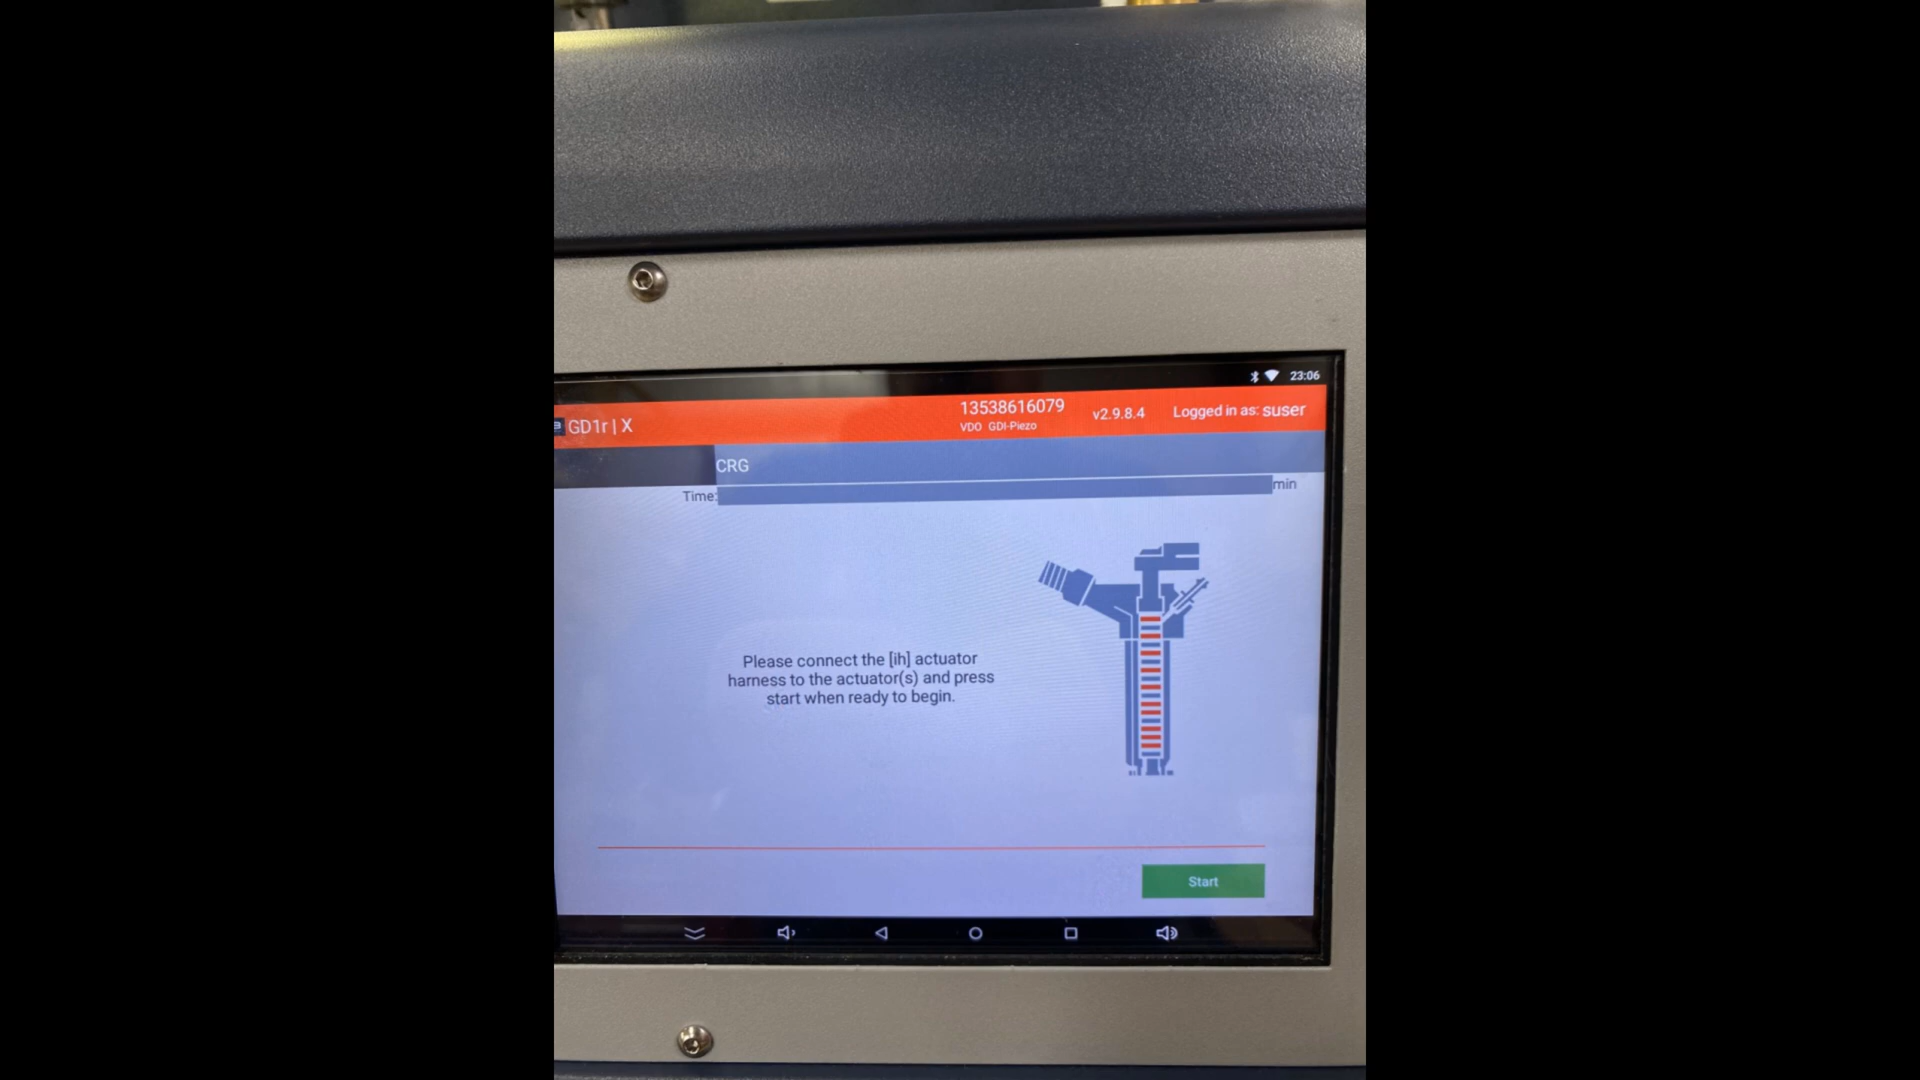 23:06
GD1r | X
13538616079
VDO GDI-Piezo
v2.9.8.4
Logged in as: suser
CRG
Time:
min
Please connect the [ih] actuator
harness to the actuator(s) and press
start when ready to begin.
Start